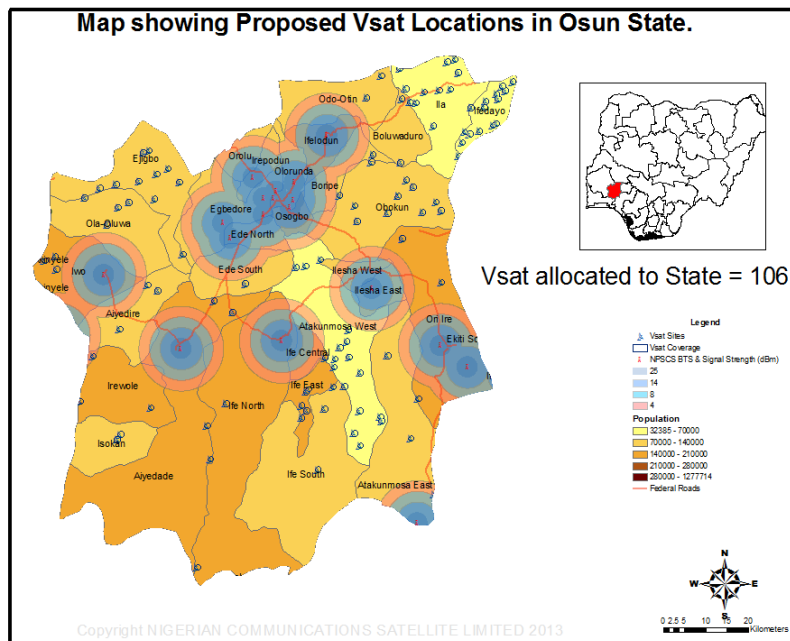 Map showing Proposed Vsat Locations in Osun State.
Odo-Otin
Ila
Ifedayo
Ifelodun
Boluwaduro
Ejigbo
Orolu
Irepodun
Olorunda
Boripe
Obokun
Egbedore
Osogbo
Ola-Oluwa
Ede North
Ede South
Iwo
Ilesha West
Ilesha East
Aiyedire
Ori Ire
Atakunmosa West
Ife Central
Irewole
Ife East
Ife North
Isokan
Aiyedade
Ife South
Atakunmosa East
Vsat allocated to State = 106
Legend
Vsat Sites
Vsat Coverage
NPSCS BTS & Signal Strength (dBm)
25
14
8
4
Population
32385 - 70000
70000 - 140000
140000 - 210000
210000 - 280000
280000 - 1277714
Federal Roads
N
W E
S
0 2.5 5 10 15 20
Kilometers
Copyright NIGERIAN COMMUNICATIONS SATELLITE LIMITED 2013